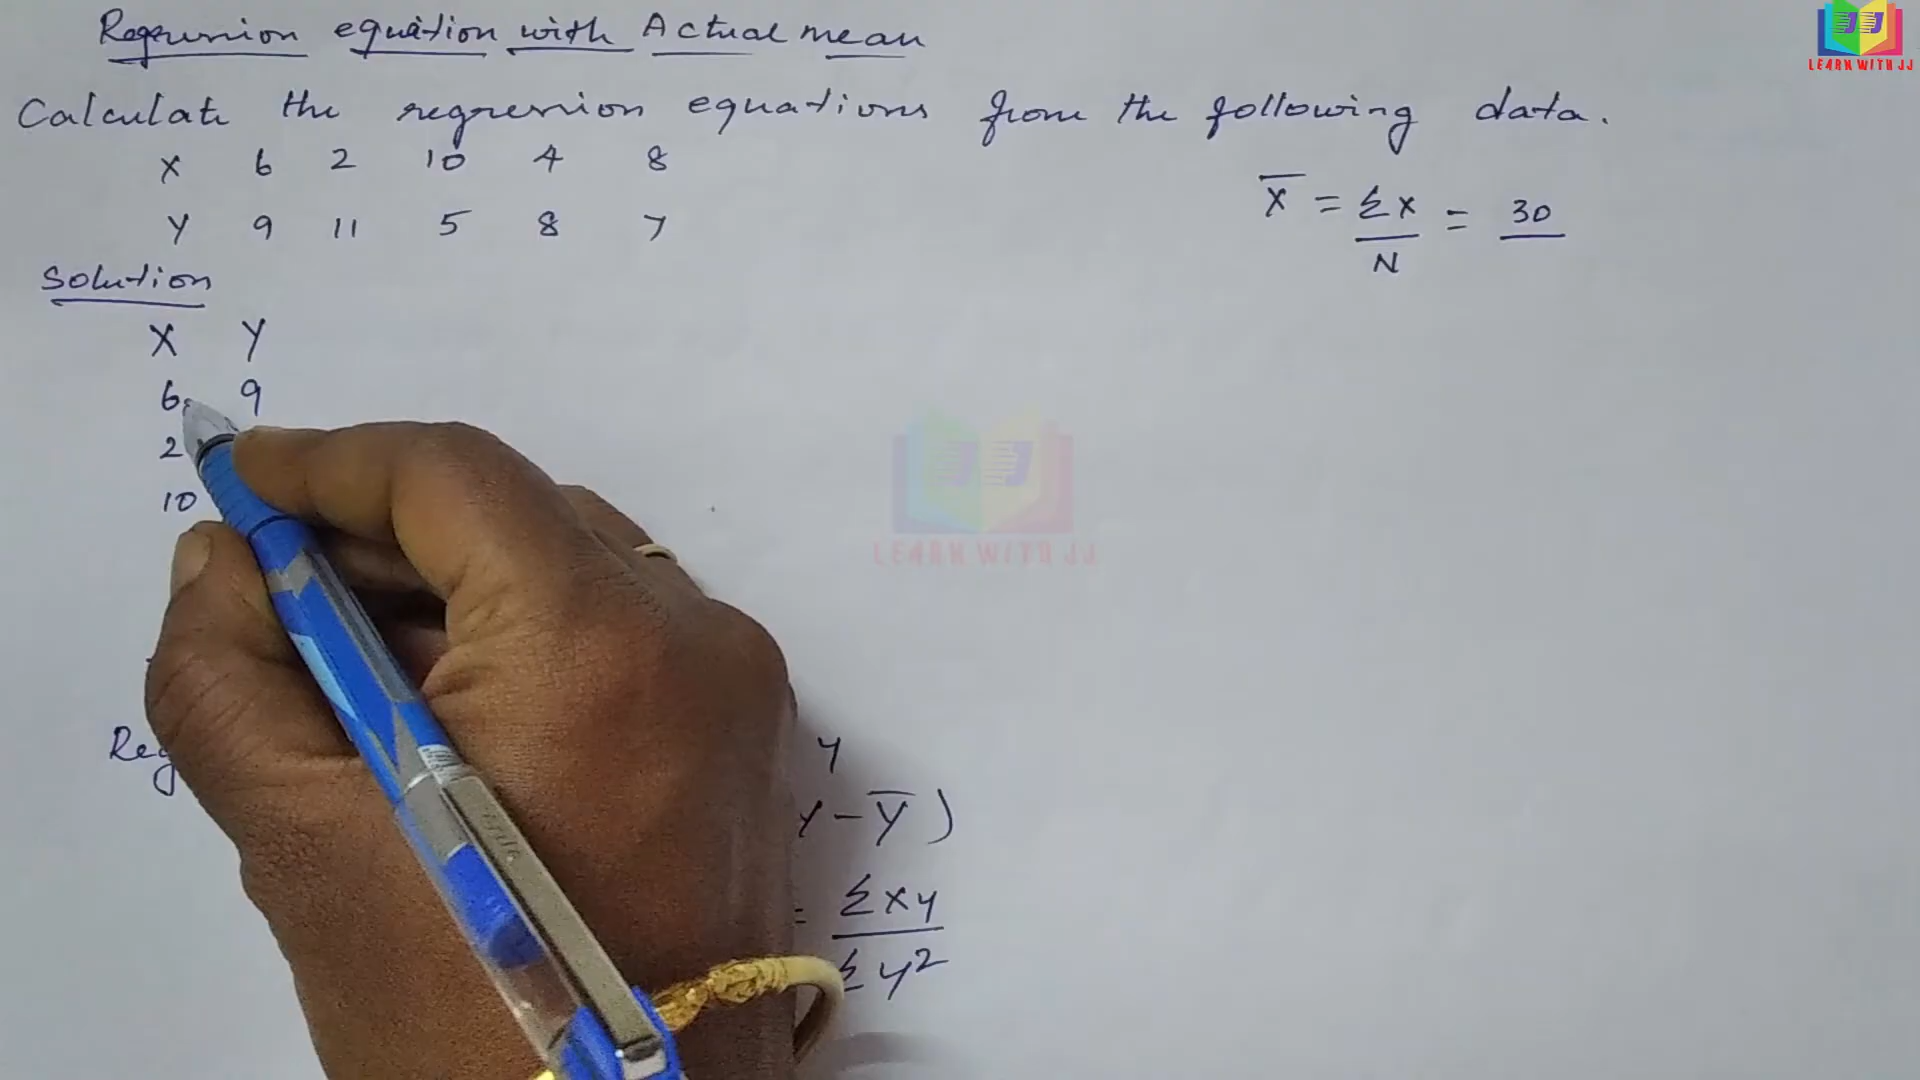 Regression equation with Actual mean
LEARN WITH JJ
Calculate the regression equations from the following data.
X 6 2 10 4 8
Y 9 11 5 8 7
X̅ = ΣX / N = 30
Solution
X Y
6 9
2
10
LEARN WITH JJ
Reg y
Y - Y̅ )
= Σxy
Σy²